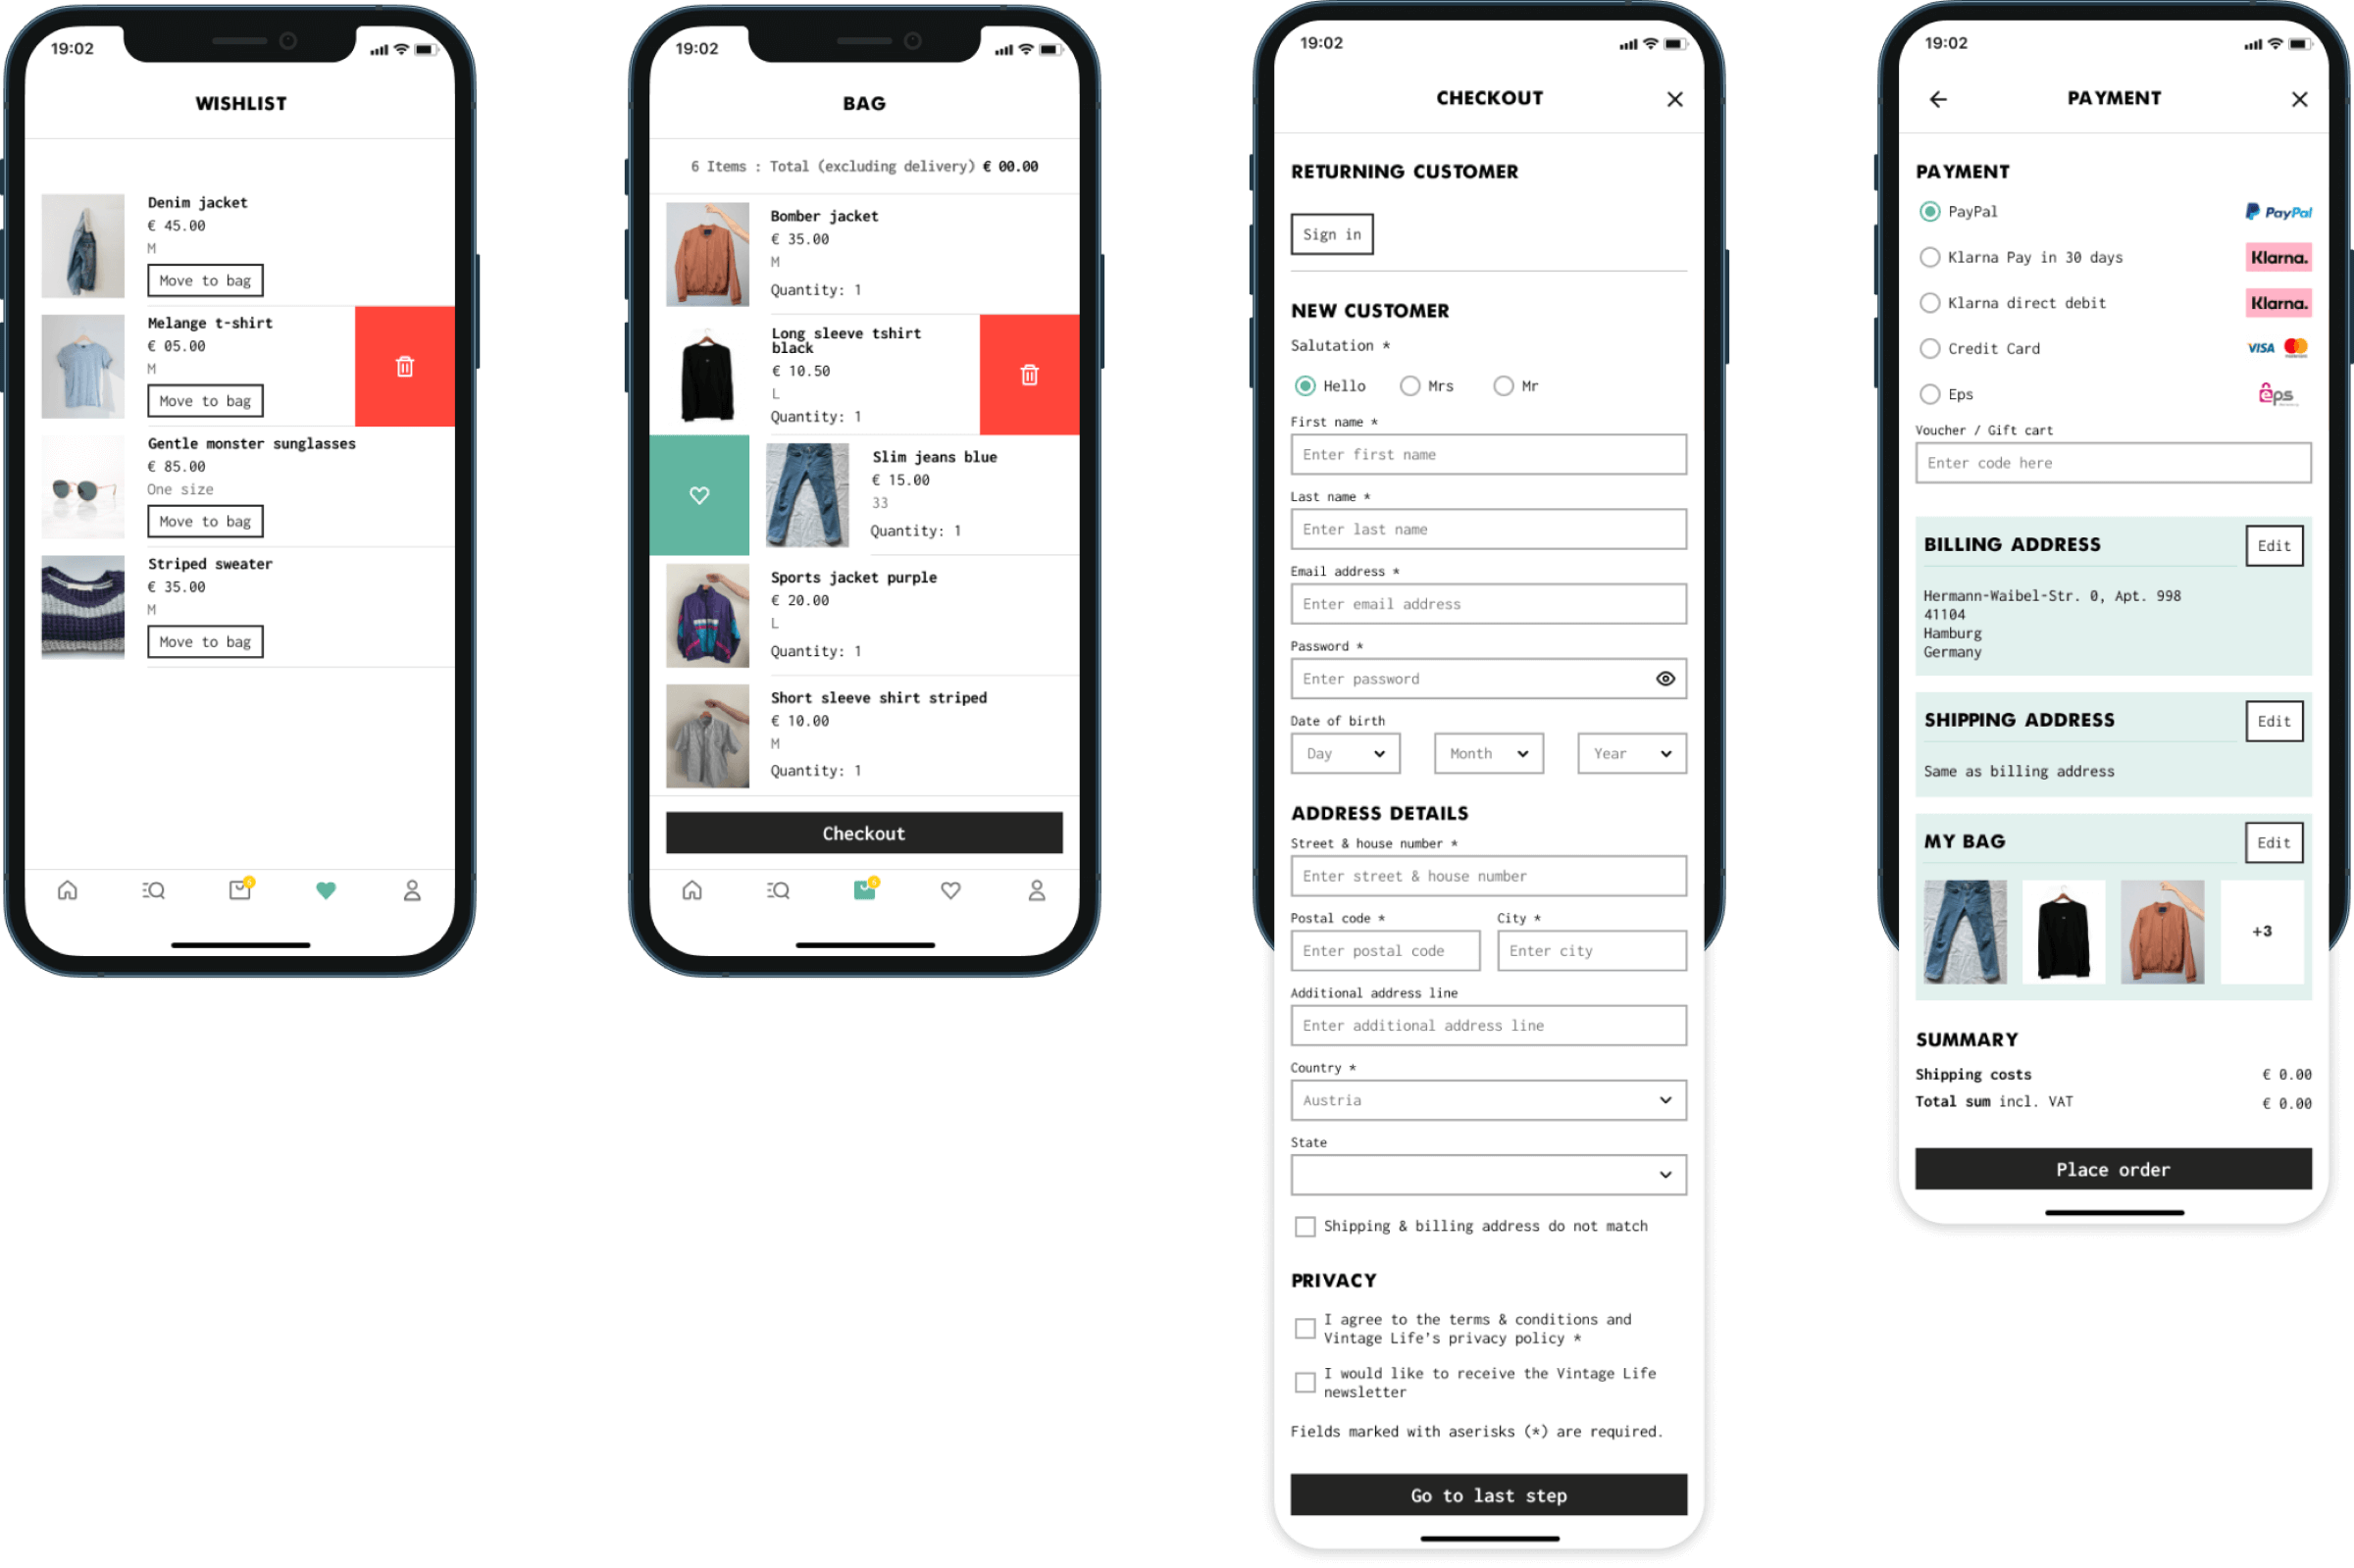 19:02
WISHLIST
Denim jacket
€ 45.00
M
Move to bag
Melange t-shirt
€ 05.00
M
Move to bag
Gentle monster sunglasses
€ 85.00
One size
Move to bag
Striped sweater
€ 35.00
M
Move to bag
19:02
BAG
6 Items : Total (excluding delivery) € 00.00
Bomber jacket
€ 35.00
M
Quantity: 1
Long sleeve tshirt
black
€ 10.50
L
Quantity: 1
Slim jeans blue
€ 15.00
33
Quantity: 1
Sports jacket purple
€ 20.00
L
Quantity: 1
Short sleeve shirt striped
€ 10.00
M
Quantity: 1
Checkout
19:02
CHECKOUT
RETURNING CUSTOMER
Sign in
NEW CUSTOMER
Salutation *
Hello Mrs Mr
First name *
Enter first name
Last name *
Enter last name
Email address *
Enter email address
Password *
Enter password
Date of birth
Day Month Year
ADDRESS DETAILS
Street & house number *
Enter street & house number
Postal code * City *
Enter postal code Enter city
Additional address line
Enter additional address line
Country *
Austria
State
Shipping & billing address do not match
PRIVACY
I agree to the terms & conditions and
Vintage Life's privacy policy *
I would like to receive the Vintage Life
newsletter
Fields marked with aserisks (*) are required.
Go to last step
19:02
PAYMENT
PAYMENT
PayPal PayPal
Klarna Pay in 30 days Klarna.
Klarna direct debit Klarna.
Credit Card VISA
Eps eps
Voucher / Gift cart
Enter code here
BILLING ADDRESS Edit
Hermann-Waibel-Str. 0, Apt. 998
41104
Hamburg
Germany
SHIPPING ADDRESS Edit
Same as billing address
MY BAG Edit
+3
SUMMARY
Shipping costs € 0.00
Total sum incl. VAT € 0.00
Place order